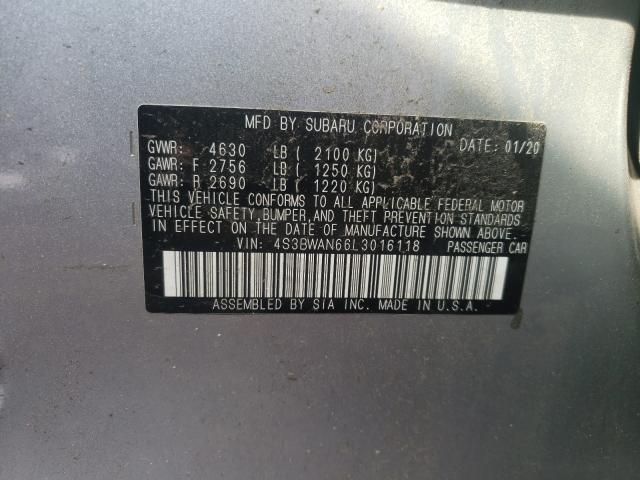 MFD BY SUBARU CORPORATION DATE: 01/20
GVWR: 4630 LB ( 2100 KG)
GAWR: F 2756 LB ( 1250 KG)
GAWR: R 2690 LB ( 1220 KG)
THIS VEHICLE CONFORMS TO ALL APPLICABLE FEDERAL MOTOR
VEHICLE SAFETY,BUMPER,AND THEFT PREVENTION STANDARDS
IN EFFECT ON THE DATE OF MANUFACTURE SHOWN ABOVE.
VIN: 4S3BWAN66L3016118 PASSENGER CAR
ASSEMBLED BY SIA INC. MADE IN U.S.A.